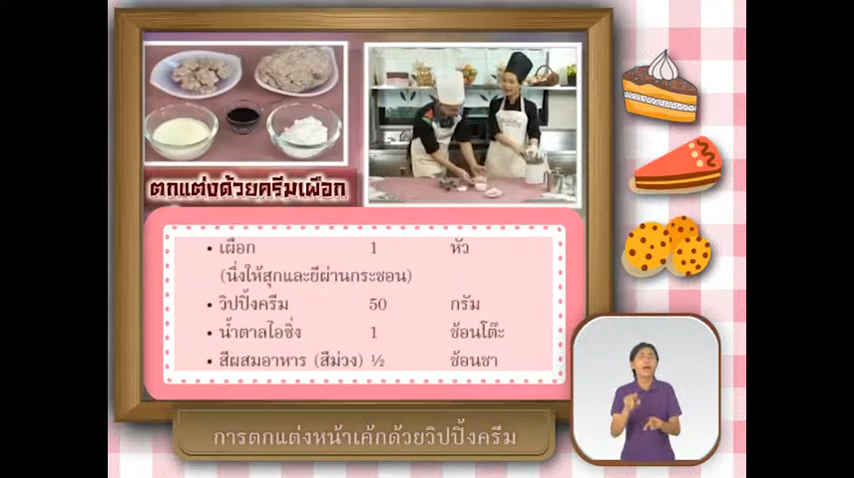 ตกแต่งด้วยครีมเผือก
• เผือก 1 หัว
(นึ่งให้สุกและยีผ่านกระชอน)
• วิปปิ้งครีม 50 กรัม
• น้ำตาลไอซิ่ง 1 ช้อนโต๊ะ
• สีผสมอาหาร (สีม่วง) ½ ช้อนชา
การตกแต่งหน้าเค้กด้วยวิปปิ้งครีม